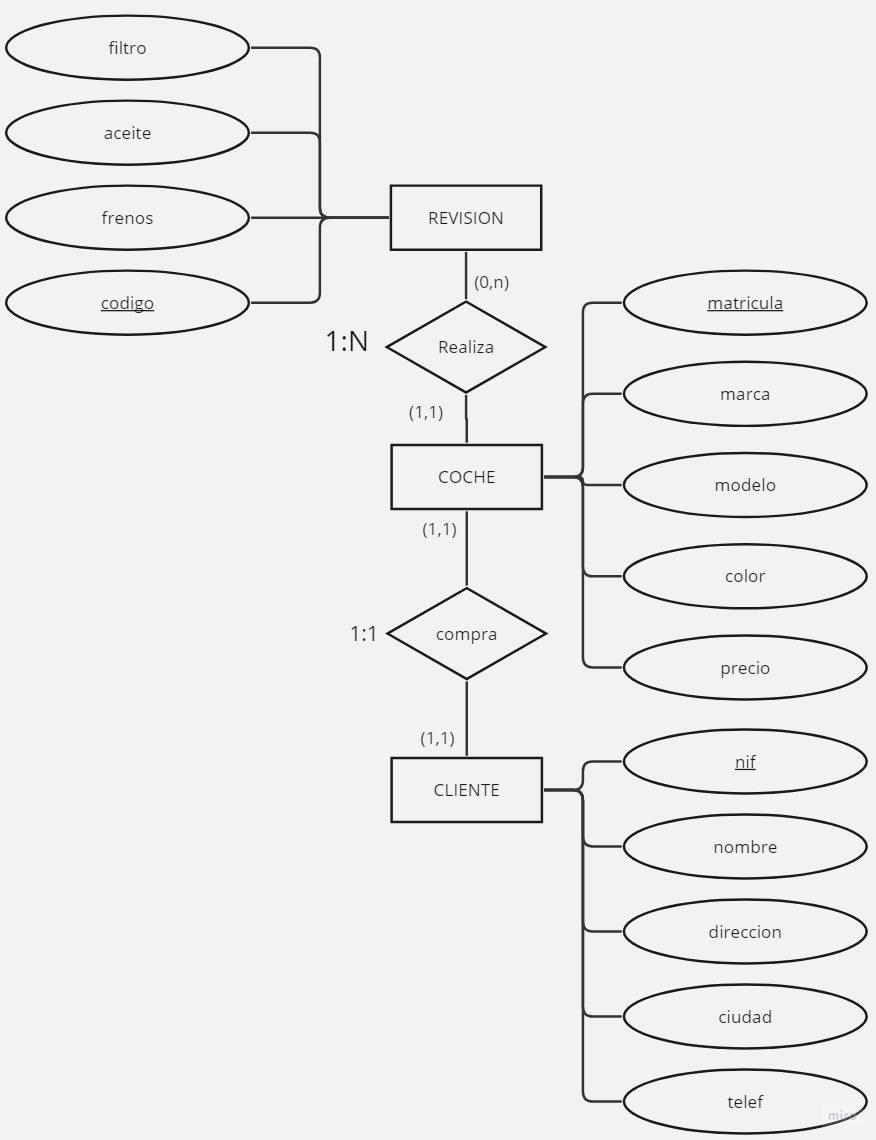 filtro
aceite
frenos
codigo
REVISION
(0,n)
Realiza
1:N
(1,1)
COCHE
matricula
marca
modelo
color
precio
(1,1)
compra
1:1
(1,1)
CLIENTE
nif
nombre
direccion
ciudad
telef
miro